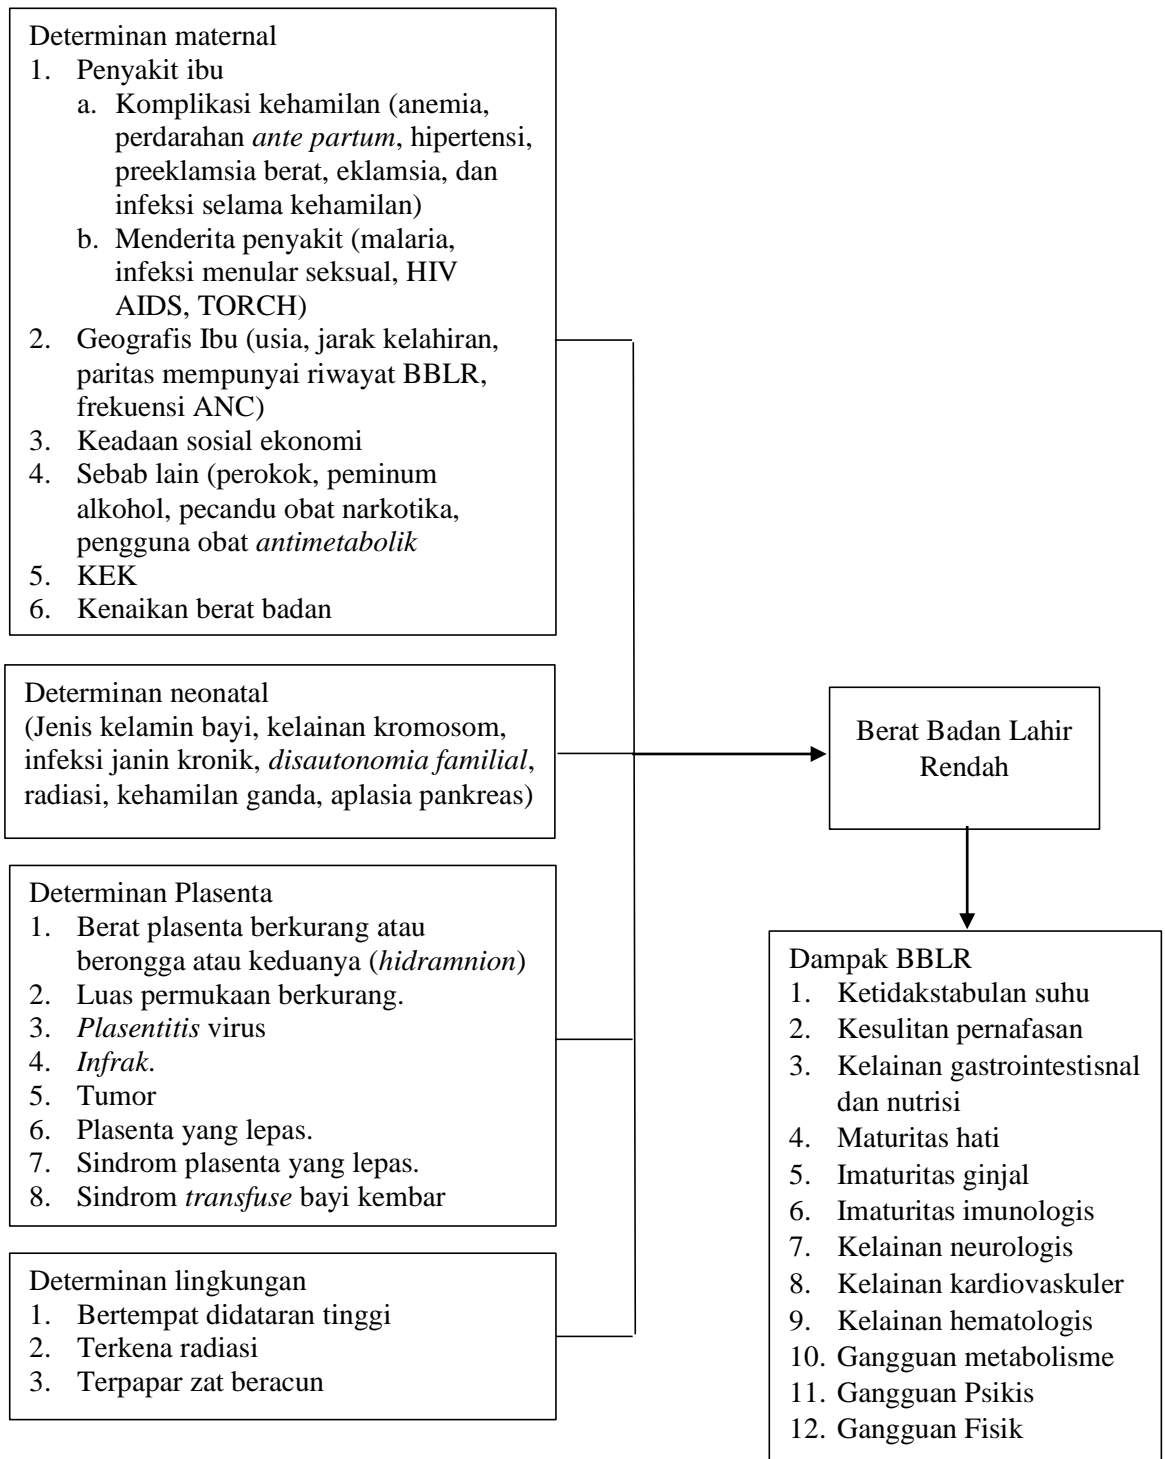 Determinan maternal
1. Penyakit ibu
a. Komplikasi kehamilan (anemia,
perdarahan ante partum, hipertensi,
preeklamsia berat, eklamsia, dan
infeksi selama kehamilan)
b. Menderita penyakit (malaria,
infeksi menular seksual, HIV
AIDS, TORCH)
2. Geografis Ibu (usia, jarak kelahiran,
paritas mempunyai riwayat BBLR,
frekuensi ANC)
3. Keadaan sosial ekonomi
4. Sebab lain (perokok, peminum
alkohol, pecandu obat narkotika,
pengguna obat antimetabolik
5. KEK
6. Kenaikan berat badan
Determinan neonatal
(Jenis kelamin bayi, kelainan kromosom,
infeksi janin kronik, disautonomia familial,
radiasi, kehamilan ganda, aplasia pankreas)
Determinan Plasenta
1. Berat plasenta berkurang atau
berongga atau keduanya (hidramnion)
2. Luas permukaan berkurang.
3. Plasentitis virus
4. Infrak.
5. Tumor
6. Plasenta yang lepas.
7. Sindrom plasenta yang lepas.
8. Sindrom transfuse bayi kembar
Determinan lingkungan
1. Bertempat didataran tinggi
2. Terkena radiasi
3. Terpapar zat beracun
Berat Badan Lahir
Rendah
Dampak BBLR
1. Ketidakstabulan suhu
2. Kesulitan pernafasan
3. Kelainan gastrointestisnal
dan nutrisi
4. Maturitas hati
5. Imaturitas ginjal
6. Imaturitas imunologis
7. Kelainan neurologis
8. Kelainan kardiovaskuler
9. Kelainan hematologis
10. Gangguan metabolisme
11. Gangguan Psikis
12. Gangguan Fisik